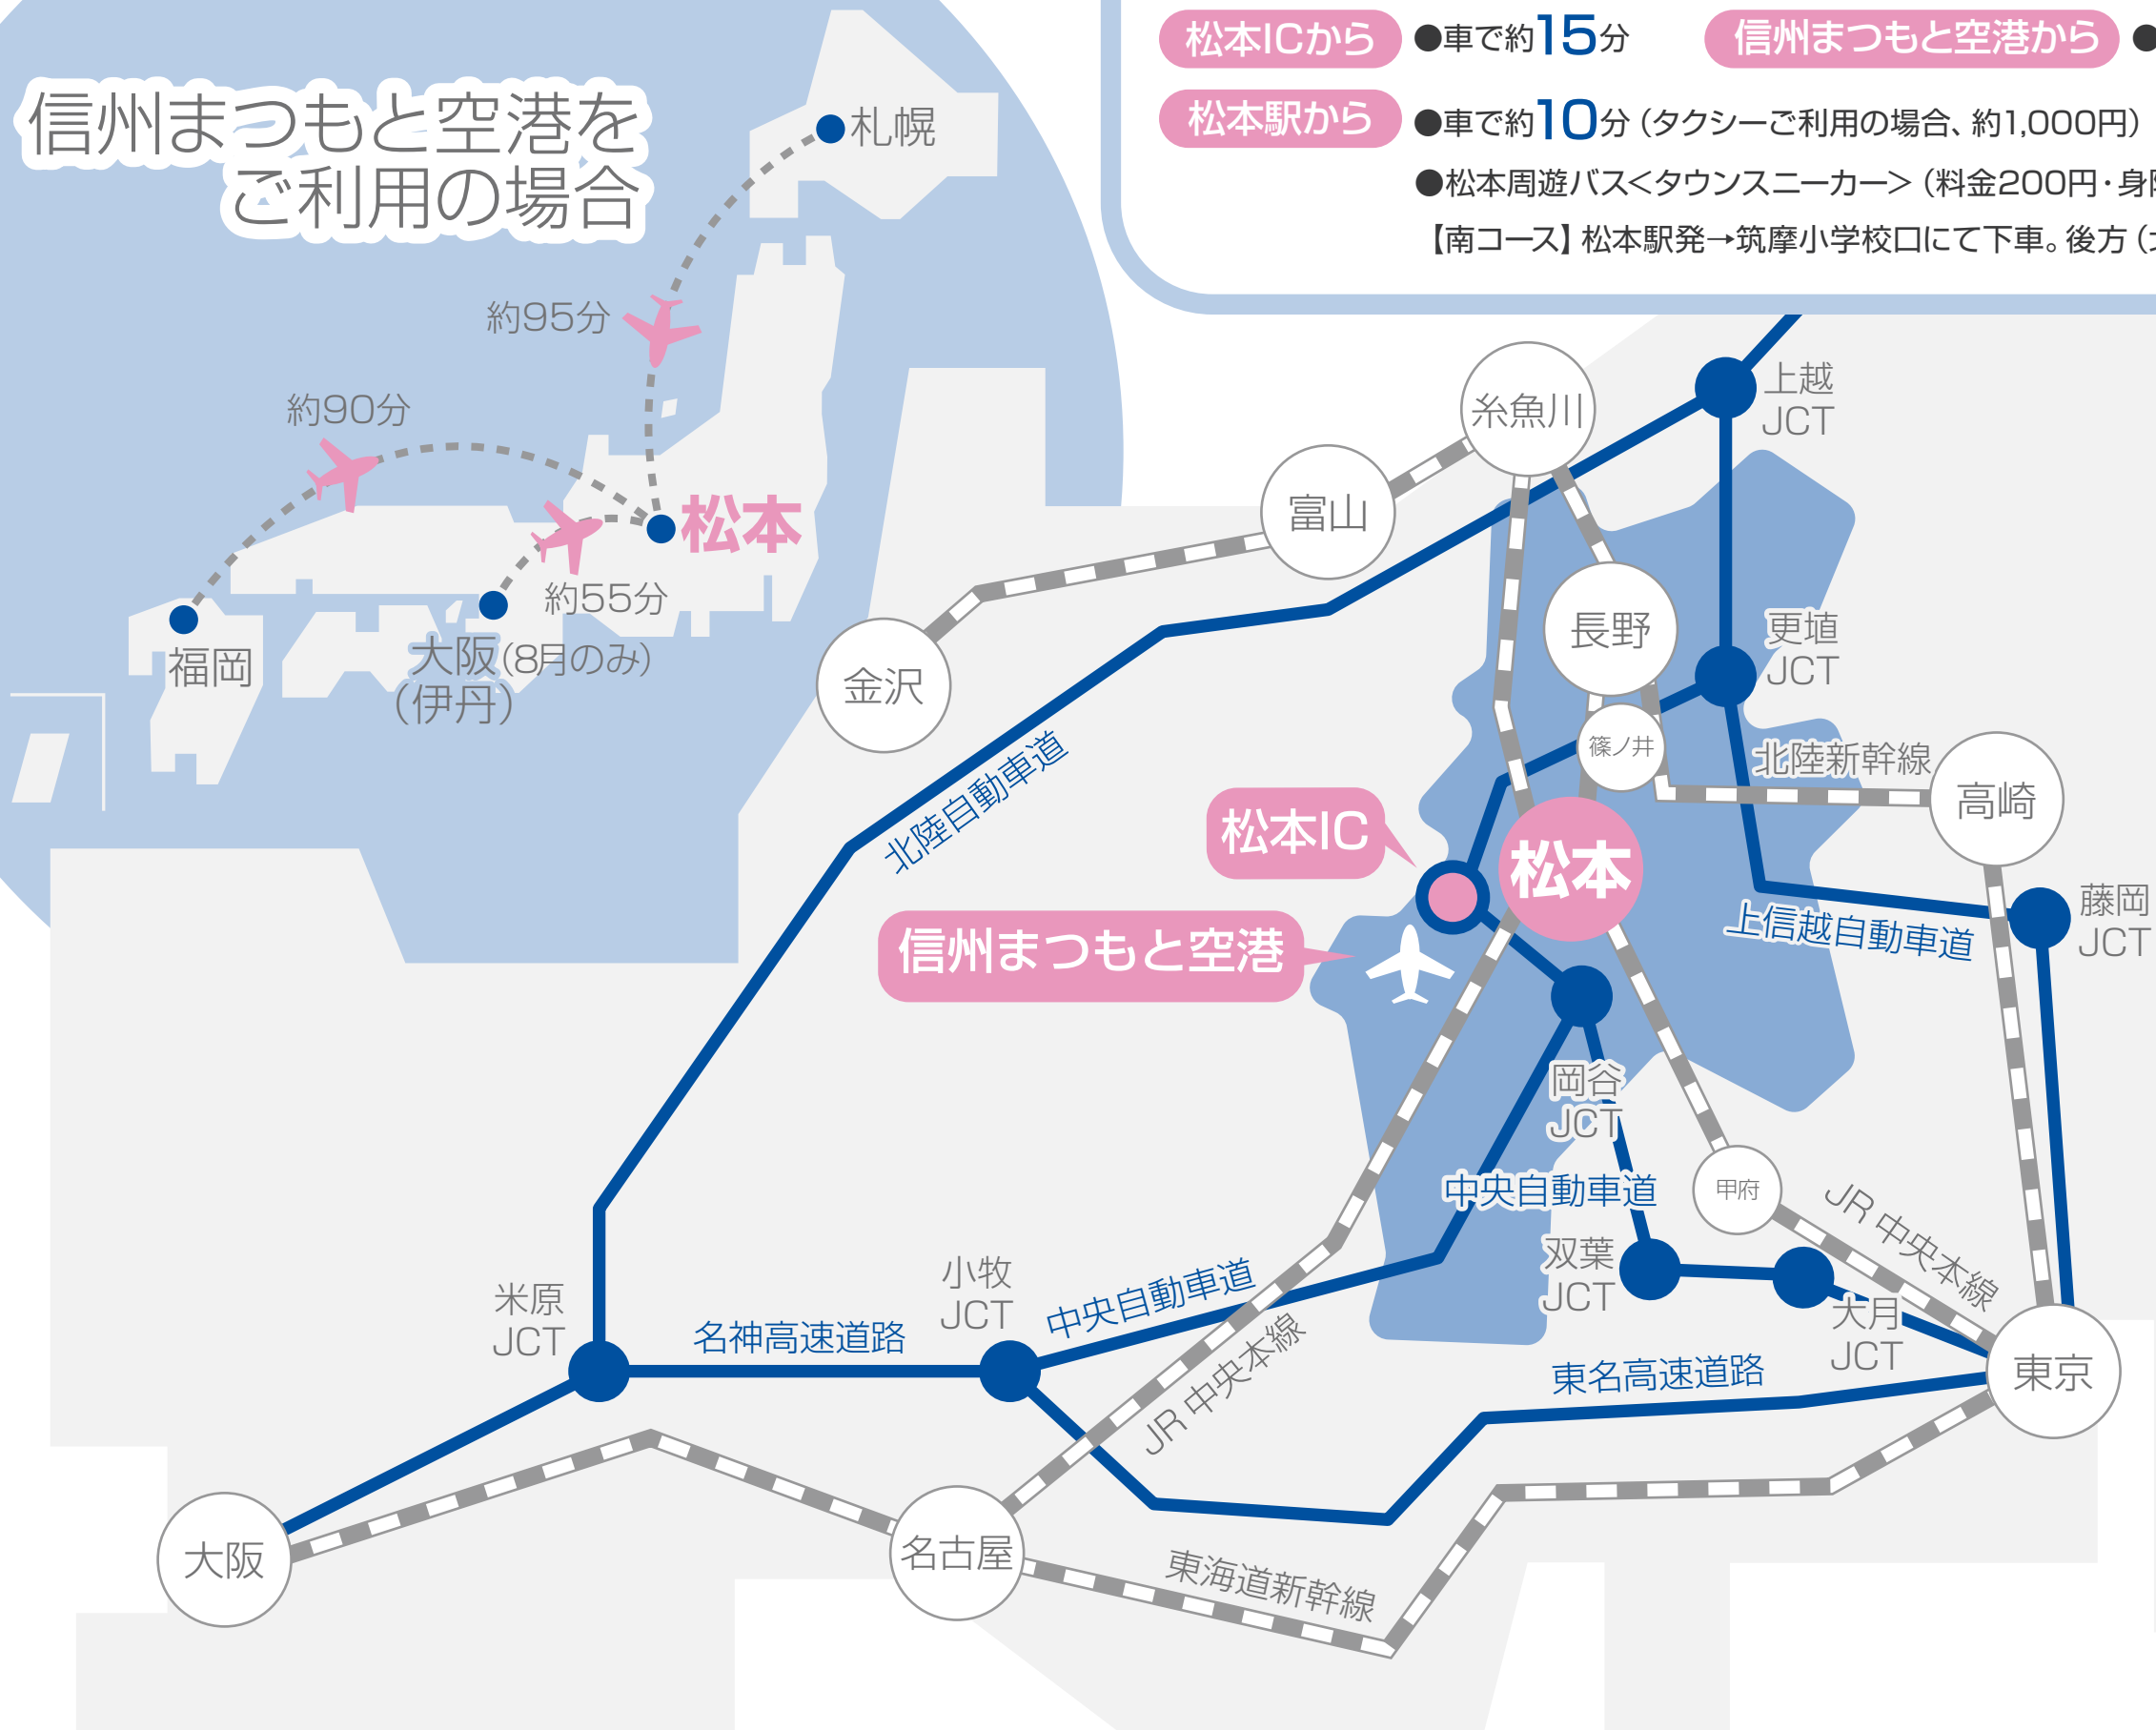 松本ICから ●車で約15分 信州まつもと空港から ●
松本駅から ●車で約10分（タクシーご利用の場合、約1,000円）
●松本周遊バス＜タウンスニーカー＞（料金200円・身
【南コース】松本駅発→筑摩小学校口にて下車。後方（
信州まつもと空港を
ご利用の場合
札幌
約95分
約90分
松本
約55分
福岡
大阪（8月のみ）
（伊丹）
上越
JCT
糸魚川
富山
長野
更埴
JCT
金沢
篠ノ井
北陸新幹線
高崎
北陸自動車道
松本IC
松本
藤岡
JCT
上信越自動車道
信州まつもと空港
岡谷
JCT
中央自動車道
甲府
JR 中央本線
双葉
JCT
大月
JCT
小牧
JCT
中央自動車道
米原
JCT
名神高速道路
JR 中央本線
東名高速道路
東京
大阪
名古屋
東海道新幹線